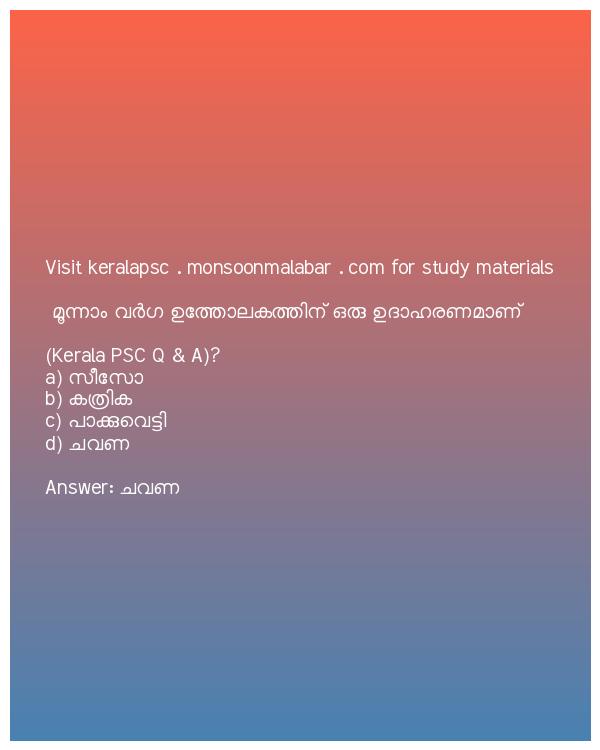 Visit keralapsc . monsoonmalabar . com for study materials
മൂന്നാം വർഗ ഉത്തോലകത്തിന് ഒരു ഉദാഹരണമാണ്
(Kerala PSC Q & A)?
a) സീസോ
b) കത്രിക
c) പാക്കുവെട്ടി
d) ചവണ
Answer: ചവണ